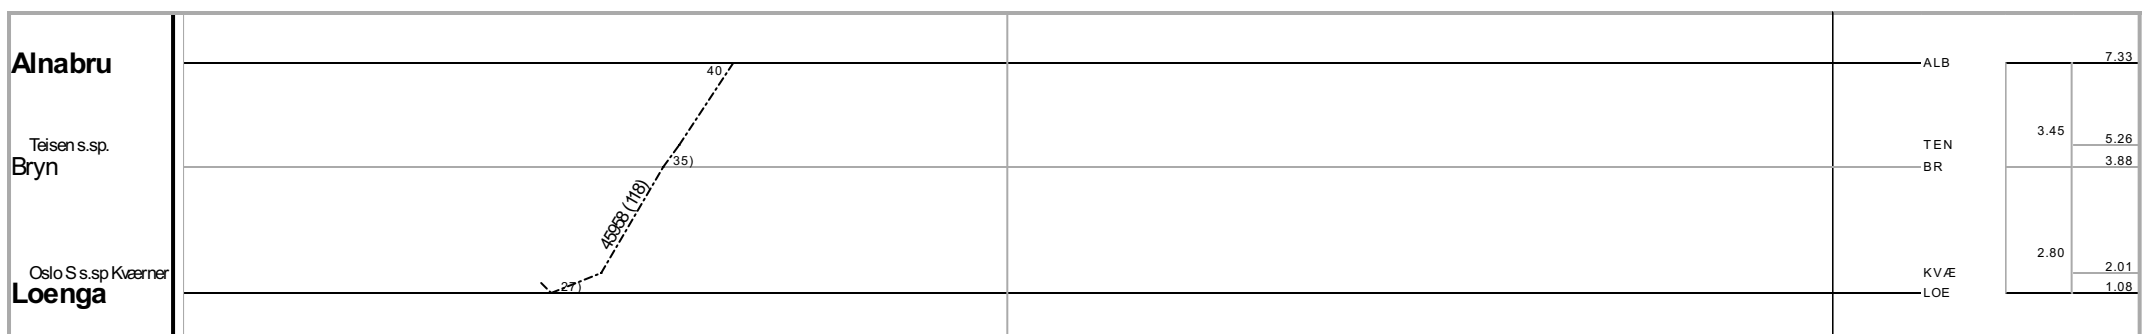 Alnabru 40 ALB 7.33
3.45
Teisen s.sp. TEN 5.26
Bryn 35) BR 3.88
45958 (118)
2.80
Oslo S s.sp Kværner KVÆ 2.01
Loenga 27) LOE 1.08